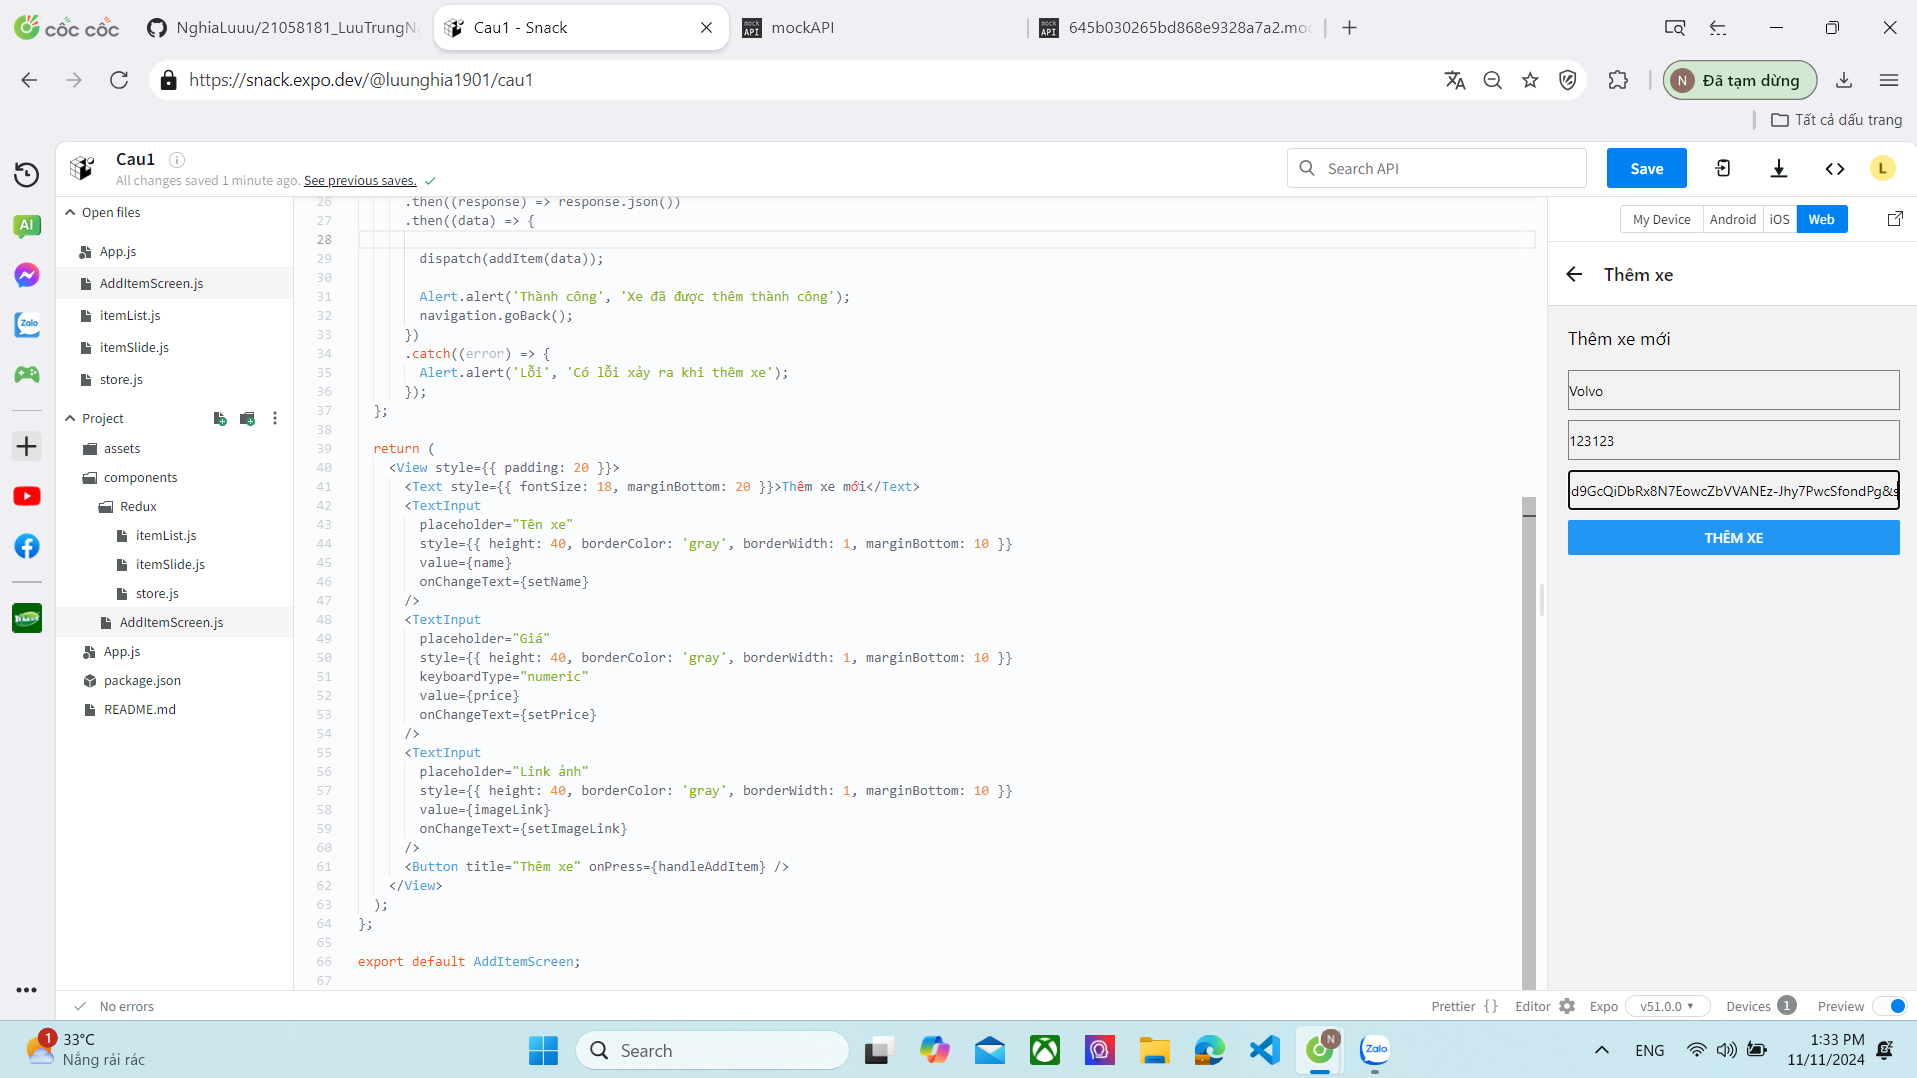 cốc cốc
NghiaLuuu/21058181_LuuTrungN
Cau1 - Snack
mockAPI
645b030265bd868e9328a7a2.moc
https://snack.expo.dev/@luunghia1901/cau1
N
Đã tạm dừng
Tất cả dấu trang
Cau1
All changes saved 1 minute ago. See previous saves.
Search API
Save
L
Open files
App.js
AddItemScreen.js
itemList.js
itemSlide.js
store.js
Project
assets
components
Redux
itemList.js
itemSlide.js
store.js
AddItemScreen.js
App.js
package.json
README.md
26 .then((response) => response.json())
27 .then((data) => {
28
29 dispatch(addItem(data));
30
31 Alert.alert('Thành công', 'Xe đã được thêm thành công');
32 navigation.goBack();
33 })
34 .catch((error) => {
35 Alert.alert('Lỗi', 'Có lỗi xảy ra khi thêm xe');
36 });
37 };
38
39 return (
40 <View style={{ padding: 20 }}>
41 <Text style={{ fontSize: 18, marginBottom: 20 }}>Thêm xe mới</Text>
42 <TextInput
43 placeholder="Tên xe"
44 style={{ height: 40, borderColor: 'gray', borderWidth: 1, marginBottom: 10 }}
45 value={name}
46 onChangeText={setName}
47 />
48 <TextInput
49 placeholder="Giá"
50 style={{ height: 40, borderColor: 'gray', borderWidth: 1, marginBottom: 10 }}
51 keyboardType="numeric"
52 value={price}
53 onChangeText={setPrice}
54 />
55 <TextInput
56 placeholder="Link ảnh"
57 style={{ height: 40, borderColor: 'gray', borderWidth: 1, marginBottom: 10 }}
58 value={imageLink}
59 onChangeText={setImageLink}
60 />
61 <Button title="Thêm xe" onPress={handleAddItem} />
62 </View>
63 );
64 };
65
66 export default AddItemScreen;
67
My Device
Android
iOS
Web
Thêm xe
Thêm xe mới
Volvo
123123
d9GcQiDbRx8N7EowcZbVVANEz-Jhy7PwcSfondPg&s
THÊM XE
No errors
Prettier { }
Editor
Expo
v51.0.0
Devices 1
Preview
AI
Zalo
1
33°C
Nắng rải rác
Search
N
Zalo
ENG
1:33 PM
11/11/2024